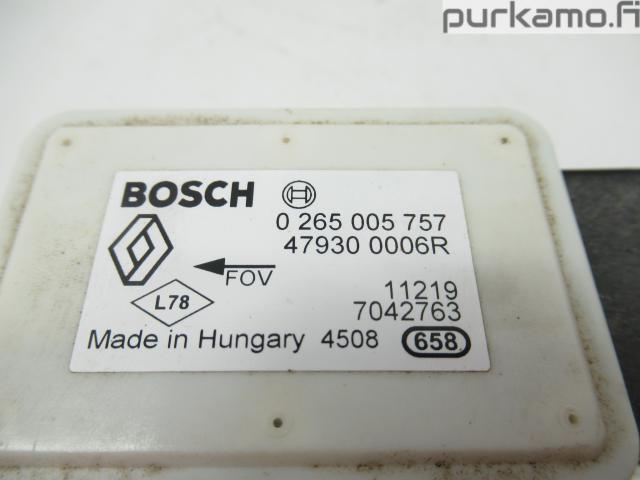 purkamo.fi
BOSCH
0 265 005 757
47930 0006R
FOV
11219
L78
7042763
Made in Hungary 4508 658